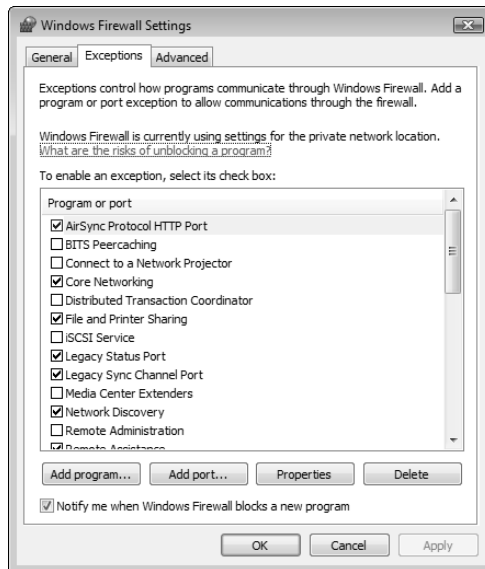 Windows Firewall Settings
General Exceptions Advanced
Exceptions control how programs communicate through Windows Firewall. Add a
program or port exception to allow communications through the firewall.
Windows Firewall is currently using settings for the private network location.
What are the risks of unblocking a program?
To enable an exception, select its check box:
Program or port
AirSync Protocol HTTP Port
BITS Peercaching
Connect to a Network Projector
Core Networking
Distributed Transaction Coordinator
File and Printer Sharing
iSCSI Service
Legacy Status Port
Legacy Sync Channel Port
Media Center Extenders
Network Discovery
Remote Administration
Remote Assistance
Add program... Add port... Properties Delete
Notify me when Windows Firewall blocks a new program
OK Cancel Apply